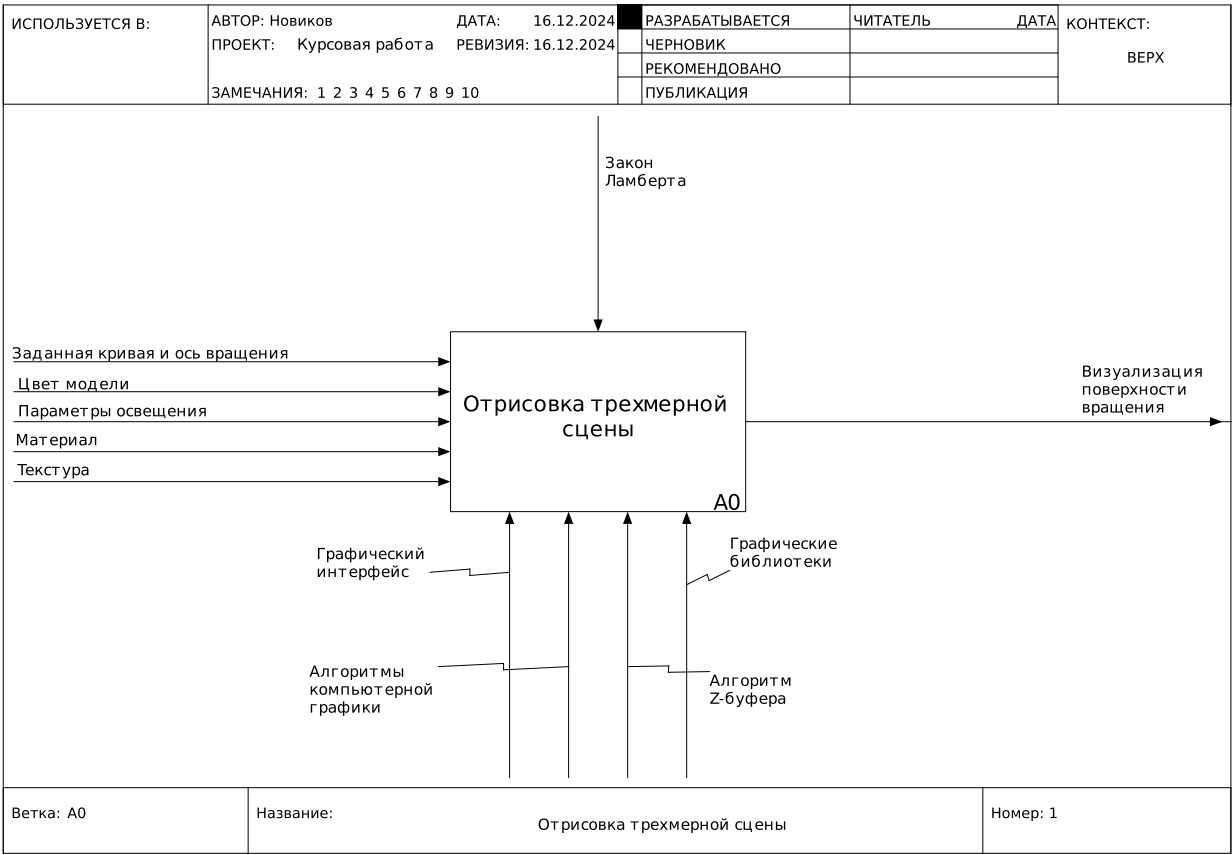 ИСПОЛЬЗУЕТСЯ В:
АВТОР: Новиков
ДАТА: 16.12.2024
ПРОЕКТ: Курсовая работа
РЕВИЗИЯ: 16.12.2024
ЗАМЕЧАНИЯ: 1 2 3 4 5 6 7 8 9 10
РАЗРАБАТЫВАЕТСЯ
ЧЕРНОВИК
РЕКОМЕНДОВАНО
ПУБЛИКАЦИЯ
ЧИТАТЕЛЬ
ДАТА
КОНТЕКСТ:
ВЕРХ
Закон
Ламберта
Заданная кривая и ось вращения
Цвет модели
Параметры освещения
Материал
Текстура
Отрисовка трехмерной
сцены
A0
Визуализация
поверхности
вращения
Графический
интерфейс
Графические
библиотеки
Алгоритмы
компьютерной
графики
Алгоритм
Z-буфера
Ветка: A0
Название:
Отрисовка трехмерной сцены
Номер: 1